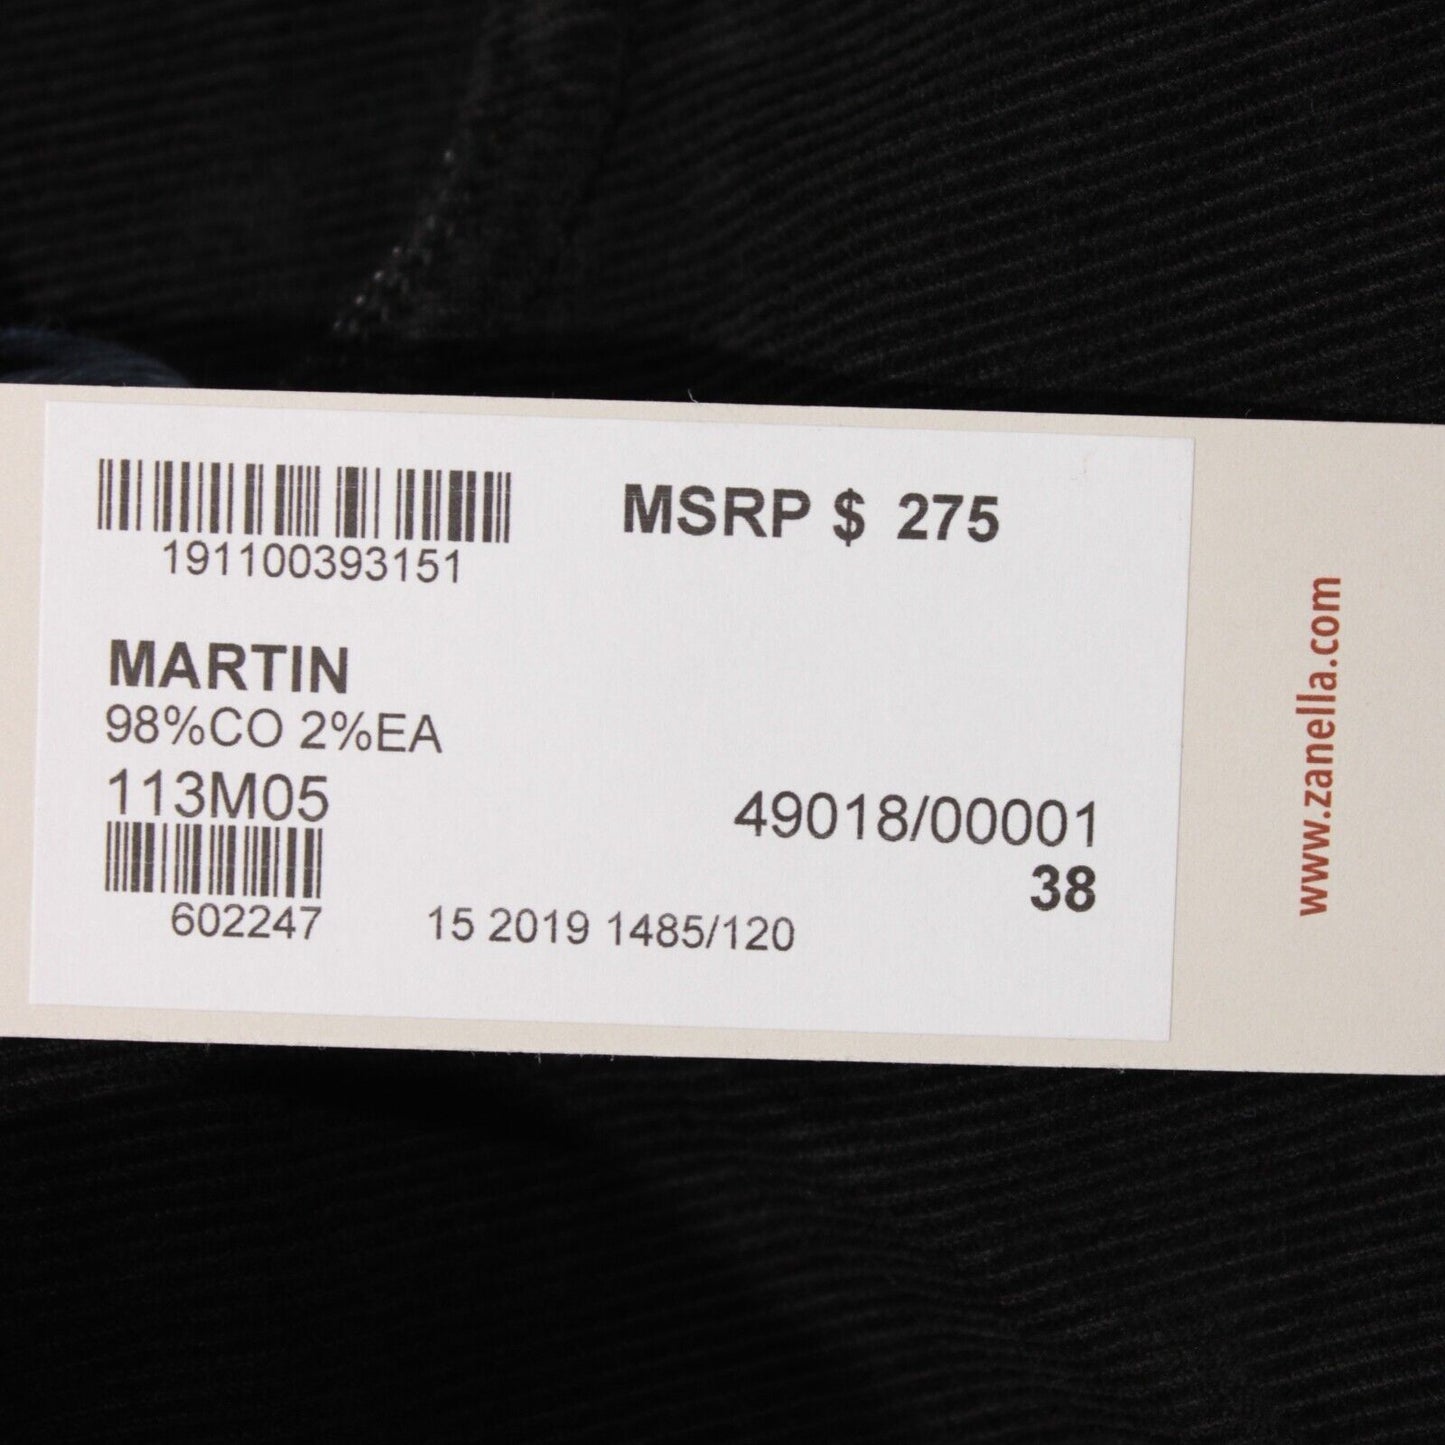 191100393151
MSRP $ 275
MARTIN
98%CO 2%EA
113M05
49018/00001
38
602247
15 2019 1485/120
www.zanella.com